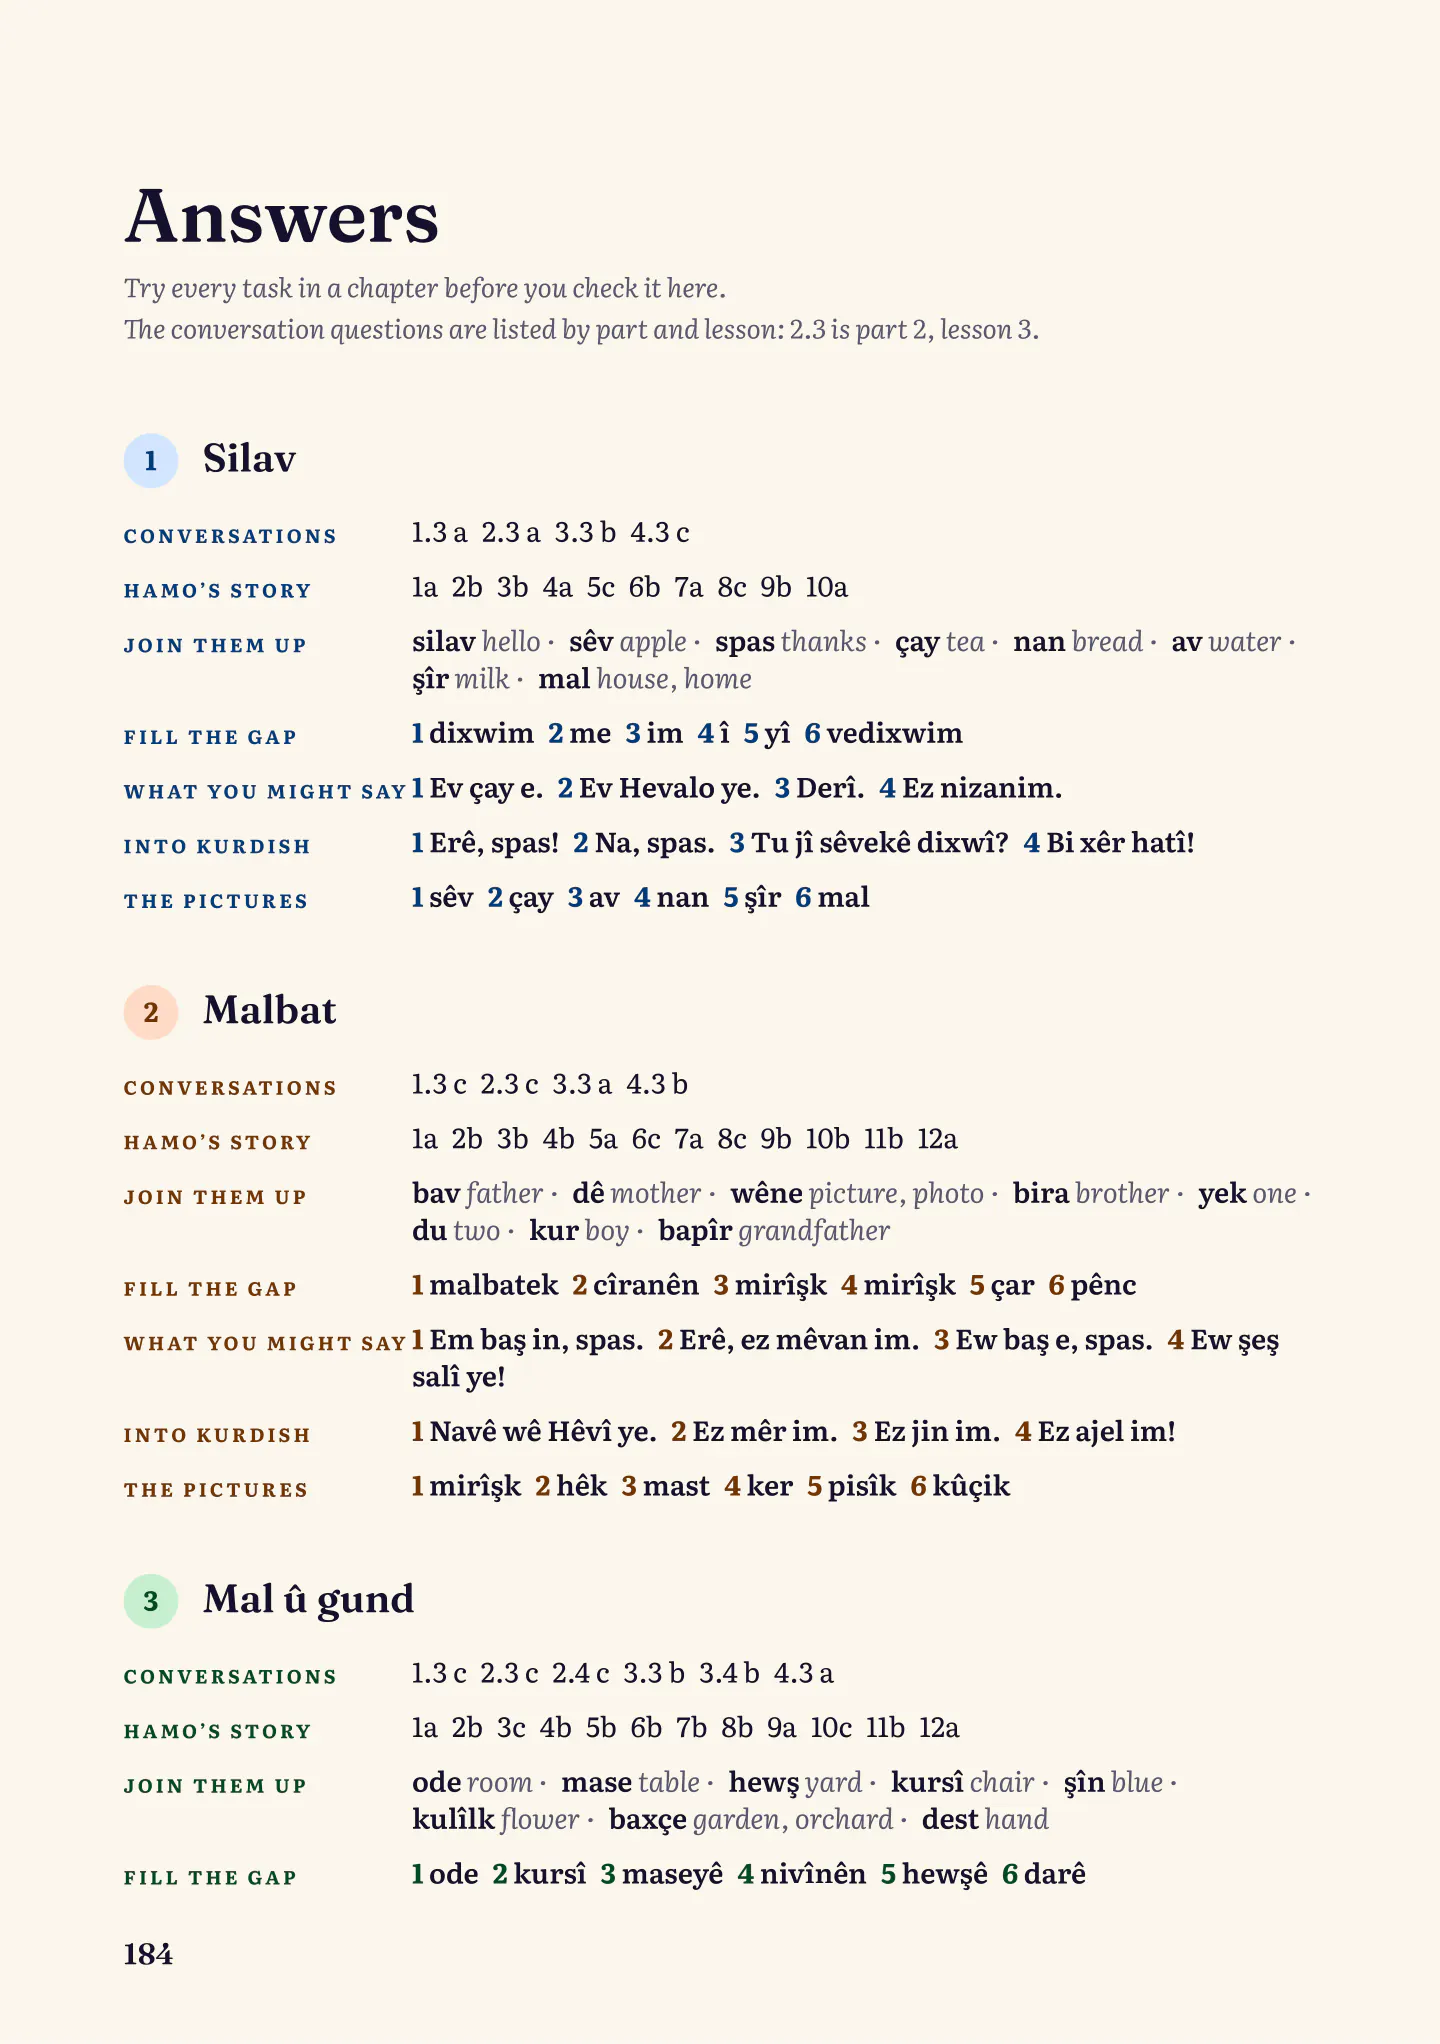 Answers
Try every task in a chapter before you check it here.
The conversation questions are listed by part and lesson: 2.3 is part 2, lesson 3.
1 Silav
CONVERSATIONS 1.3 a 2.3 a 3.3 b 4.3 c
HAMO’S STORY 1a 2b 3b 4a 5c 6b 7a 8c 9b 10a
JOIN THEM UP silav hello · sêv apple · spas thanks · çay tea · nan bread · av water ·
şîr milk · mal house, home
FILL THE GAP 1 dixwim 2 me 3 im 4 î 5 yî 6 vedixwim
WHAT YOU MIGHT SAY 1 Ev çay e. 2 Ev Hevalo ye. 3 Derî. 4 Ez nizanim.
INTO KURDISH 1 Erê, spas! 2 Na, spas. 3 Tu jî sêvekê dixwî? 4 Bi xêr hatî!
THE PICTURES 1 sêv 2 çay 3 av 4 nan 5 şîr 6 mal
2 Malbat
CONVERSATIONS 1.3 c 2.3 c 3.3 a 4.3 b
HAMO’S STORY 1a 2b 3b 4b 5a 6c 7a 8c 9b 10b 11b 12a
JOIN THEM UP bav father · dê mother · wêne picture, photo · bira brother · yek one ·
du two · kur boy · bapîr grandfather
FILL THE GAP 1 malbatek 2 cîranên 3 mirîşk 4 mirîşk 5 çar 6 pênc
WHAT YOU MIGHT SAY 1 Em baş in, spas. 2 Erê, ez mêvan im. 3 Ew baş e, spas. 4 Ew şeş
salî ye!
INTO KURDISH 1 Navê wê Hêvî ye. 2 Ez mêr im. 3 Ez jin im. 4 Ez ajel im!
THE PICTURES 1 mirîşk 2 hêk 3 mast 4 ker 5 pisîk 6 kûçik
3 Mal û gund
CONVERSATIONS 1.3 c 2.3 c 2.4 c 3.3 b 3.4 b 4.3 a
HAMO’S STORY 1a 2b 3c 4b 5b 6b 7b 8b 9a 10c 11b 12a
JOIN THEM UP ode room · mase table · hewş yard · kursî chair · şîn blue ·
kulîlk flower · baxçe garden, orchard · dest hand
FILL THE GAP 1 ode 2 kursî 3 maseyê 4 nivînên 5 hewşê 6 darê
184